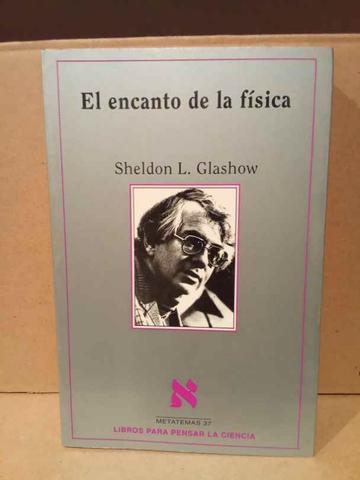 El encanto de la física
Sheldon L. Glashow
א
METATEMAS 37
LIBROS PARA PENSAR LA CIENCIA